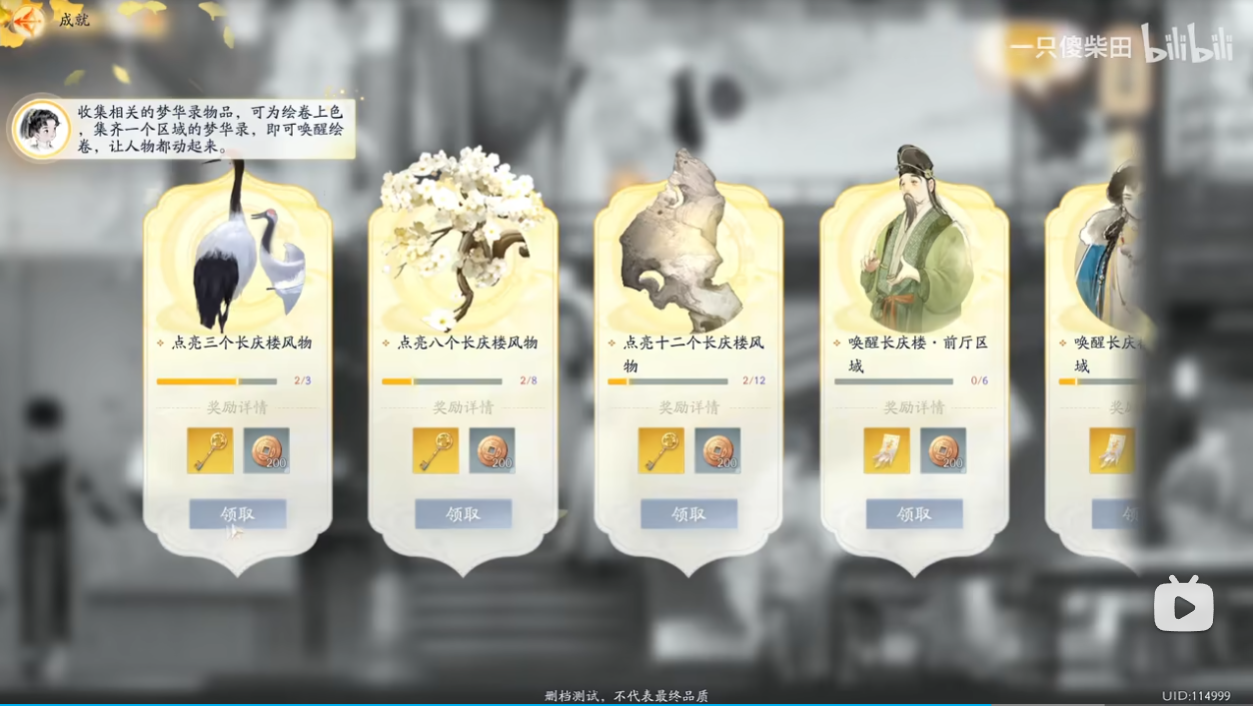 成就
一只傻柴田 bilibili
收集相关的梦华录物品，可为绘卷上色
，集齐一个区域的梦华录，即可唤醒绘
卷，让人物都动起来。
点亮三个长庆楼风物
2/3
奖励详情
200
领取
点亮八个长庆楼风物
2/8
奖励详情
200
领取
点亮十二个长庆楼风
物
2/12
奖励详情
200
领取
唤醒长庆楼·前厅区
域
0/6
奖励详情
200
领取
唤醒长庆
域
奖
领
删档测试，不代表最终品质
UID:114999